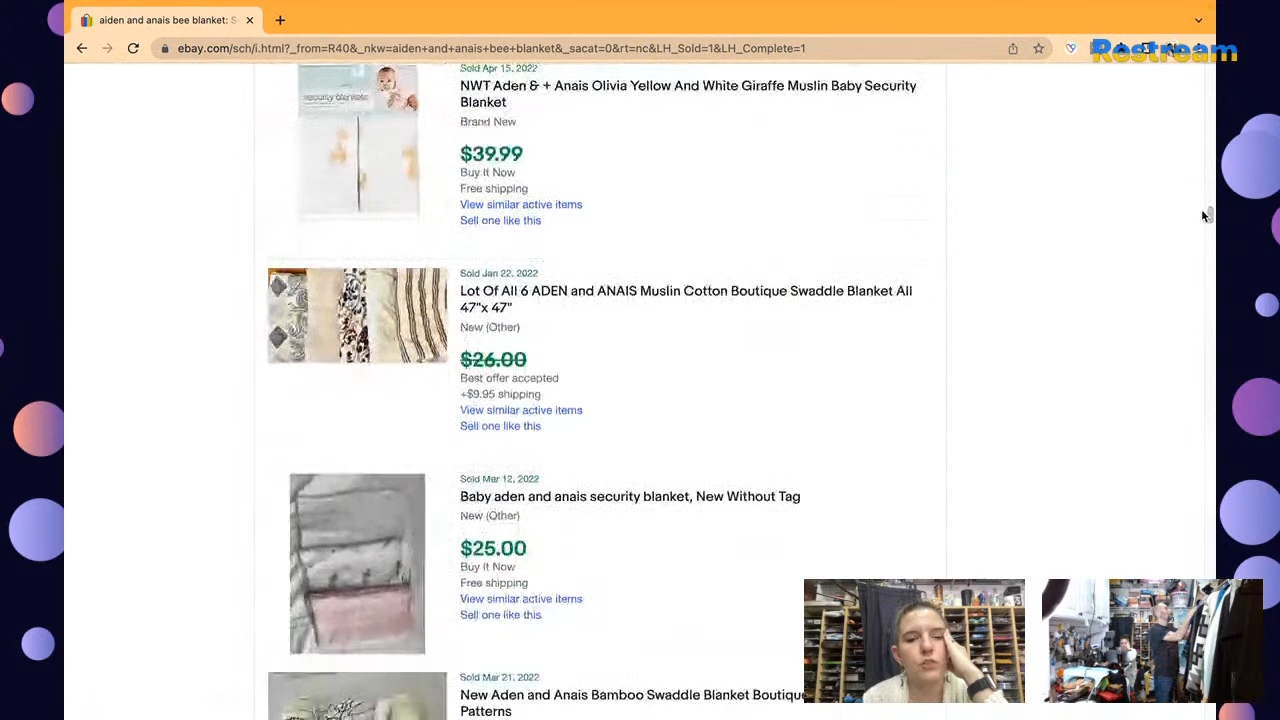 aiden and anais bee blanket: S
ebay.com/sch/i.html?_from=R40&_nkw=aiden+and+anais+bee+blanket&_sacat=0&rt=nc&LH_Sold=1&LH_Complete=1
Restream
Sold Apr 15, 2022
NWT Aden & + Anais Olivia Yellow And White Giraffe Muslin Baby Security
Blanket
Brand New
$39.99
Buy It Now
Free shipping
View similar active items
Sell one like this
security blankets
Sold Jan 22, 2022
Lot Of All 6 ADEN and ANAIS Muslin Cotton Boutique Swaddle Blanket All
47"x 47"
New (Other)
$26.00
Best offer accepted
+$9.95 shipping
View similar active items
Sell one like this
Sold Mar 12, 2022
Baby aden and anais security blanket, New Without Tag
New (Other)
$25.00
Buy It Now
Free shipping
View similar active items
Sell one like this
Sold Mar 21, 2022
New Aden and Anais Bamboo Swaddle Blanket Boutique
Patterns